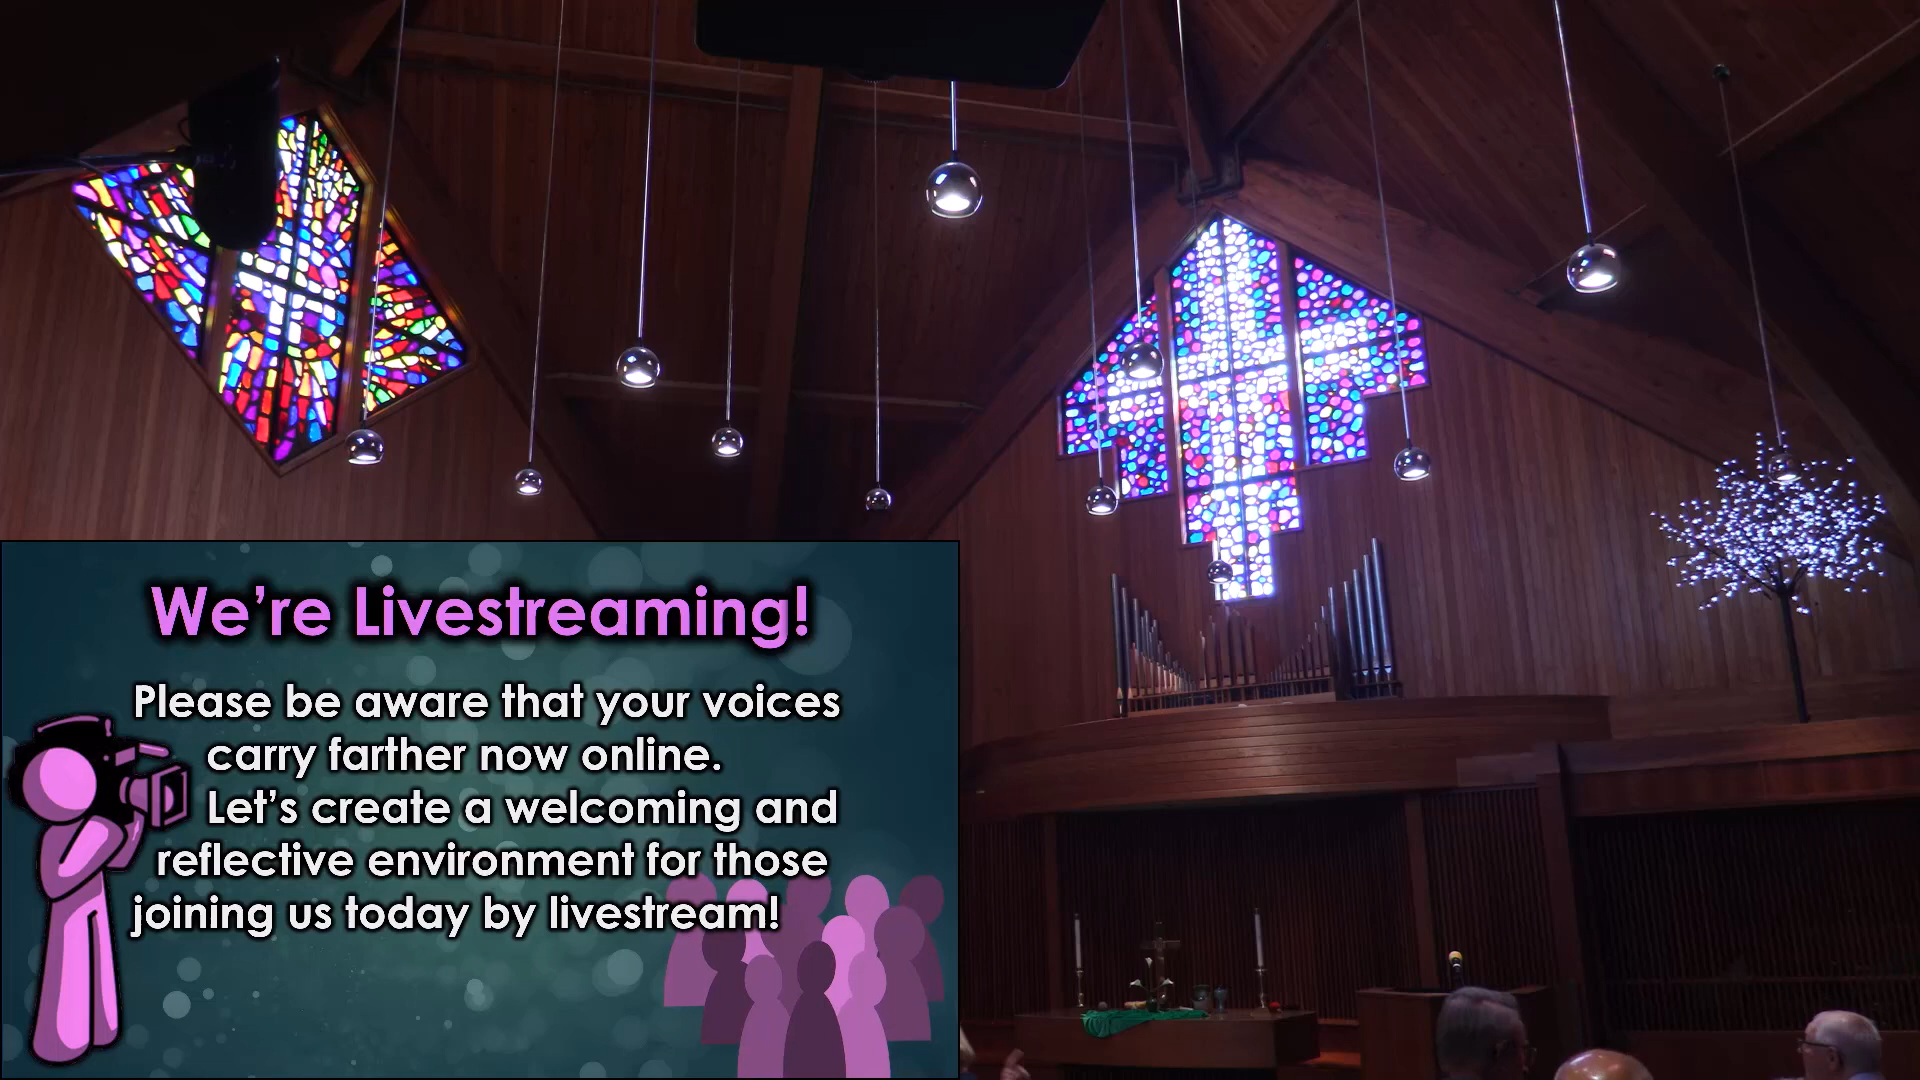 We're Livestreaming!
Please be aware that your voices
carry farther now online.
Let's create a welcoming and
reflective environment for those
joining us today by livestream!